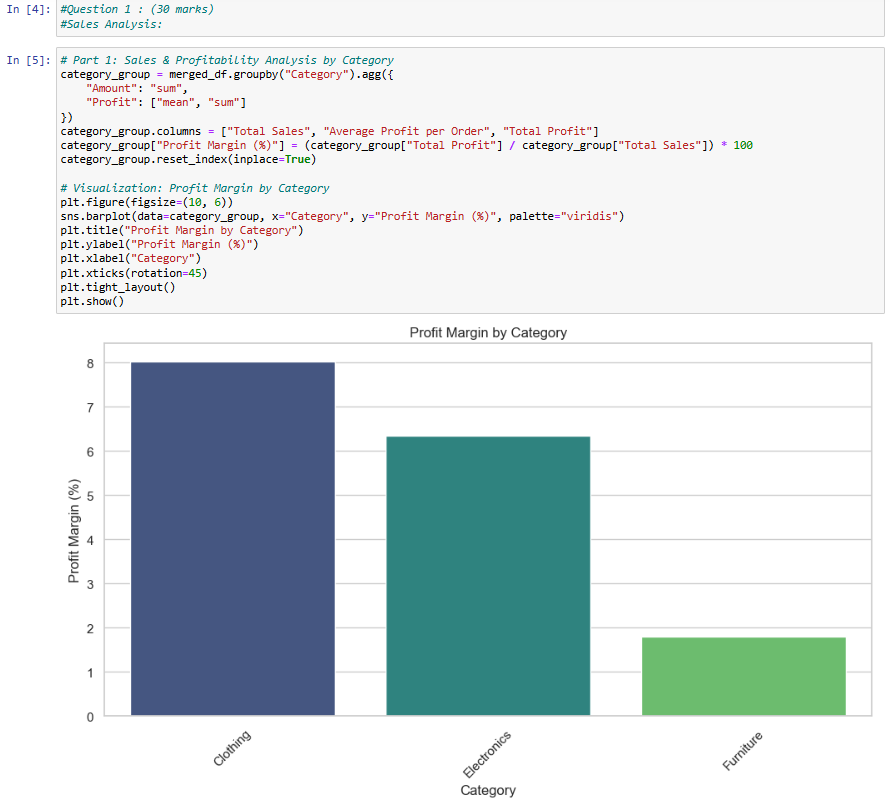 In [4]: #Question 1 : (30 marks)
#Sales Analysis:
In [5]: # Part 1: Sales & Profitability Analysis by Category
category_group = merged_df.groupby("Category").agg({
    "Amount": "sum",
    "Profit": ["mean", "sum"]
})
category_group.columns = ["Total Sales", "Average Profit per Order", "Total Profit"]
category_group["Profit Margin (%)"] = (category_group["Total Profit"] / category_group["Total Sales"]) * 100
category_group.reset_index(inplace=True)
# Visualization: Profit Margin by Category
plt.figure(figsize=(10, 6))
sns.barplot(data=category_group, x="Category", y="Profit Margin (%)", palette="viridis")
plt.title("Profit Margin by Category")
plt.ylabel("Profit Margin (%)")
plt.xlabel("Category")
plt.xticks(rotation=45)
plt.tight_layout()
plt.show()
Profit Margin by Category
Profit Margin (%)
8
7
6
5
4
3
2
1
0
Clothing
Electronics
Furniture
Category